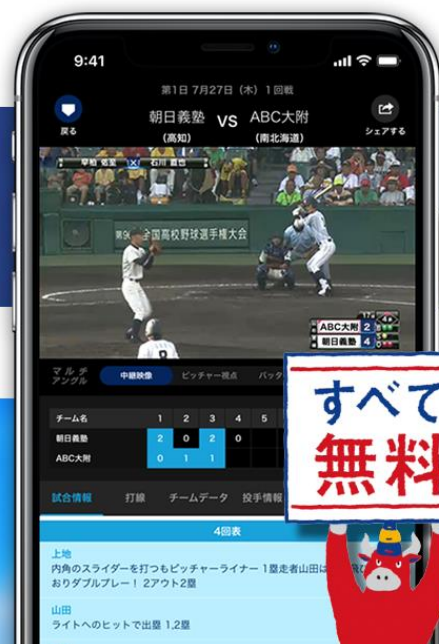 9:41
第1日 7月27日（木）1回戦
戻る
朝日義塾
（高知）
VS
ABC大附
（南北海道）
シェアする
石川 直也
全国高校野球選手権大会
ABC大附 2
朝日義塾 4
マルチ
アングル
中継映像
ピッチャー視点
バッタ
チーム名 1 2 3 4 5
朝日義塾 2 0 2 0
ABC大附 0 1 1
すべて
無料
試合情報
打線
チームデータ
投手情報
4回表
上地
内角のスライダーを打つもピッチャーライナー 1塁走者山田は
おりダブルプレー！ 2アウト2塁
山田
ライトへのヒットで出塁 1,2塁